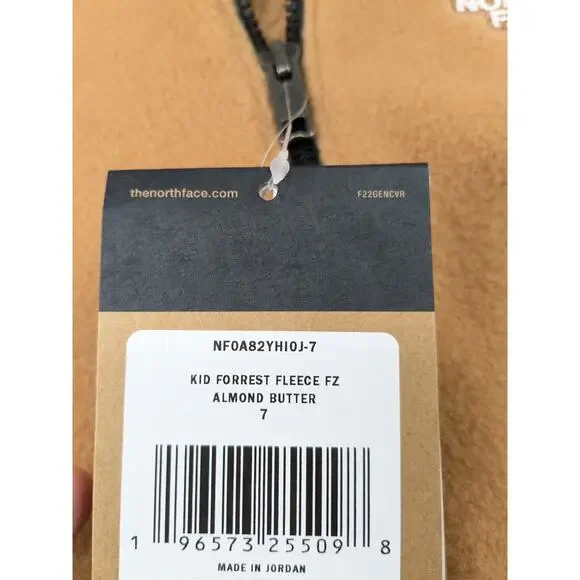 thenorthface.com
F22GENCVR
NF0A82YHI0J-7
KID FORREST FLEECE FZ
ALMOND BUTTER
7
1 96573 25509 8
MADE IN JORDAN